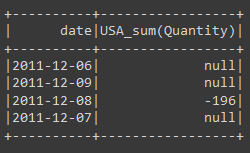 +----------+-----------------+
|      date|USA_sum(Quantity)|
+----------+-----------------+
|2011-12-06|             null|
|2011-12-09|             null|
|2011-12-08|             -196|
|2011-12-07|             null|
+----------+-----------------+